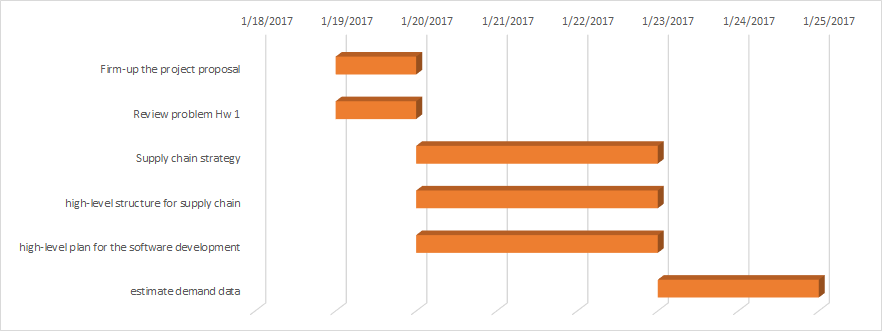 1/18/2017 1/19/2017 1/20/2017 1/21/2017 1/22/2017 1/23/2017 1/24/2017 1/25/2017
Firm-up the project proposal
Review problem Hw 1
Supply chain strategy
high-level structure for supply chain
high-level plan for the software development
estimate demand data